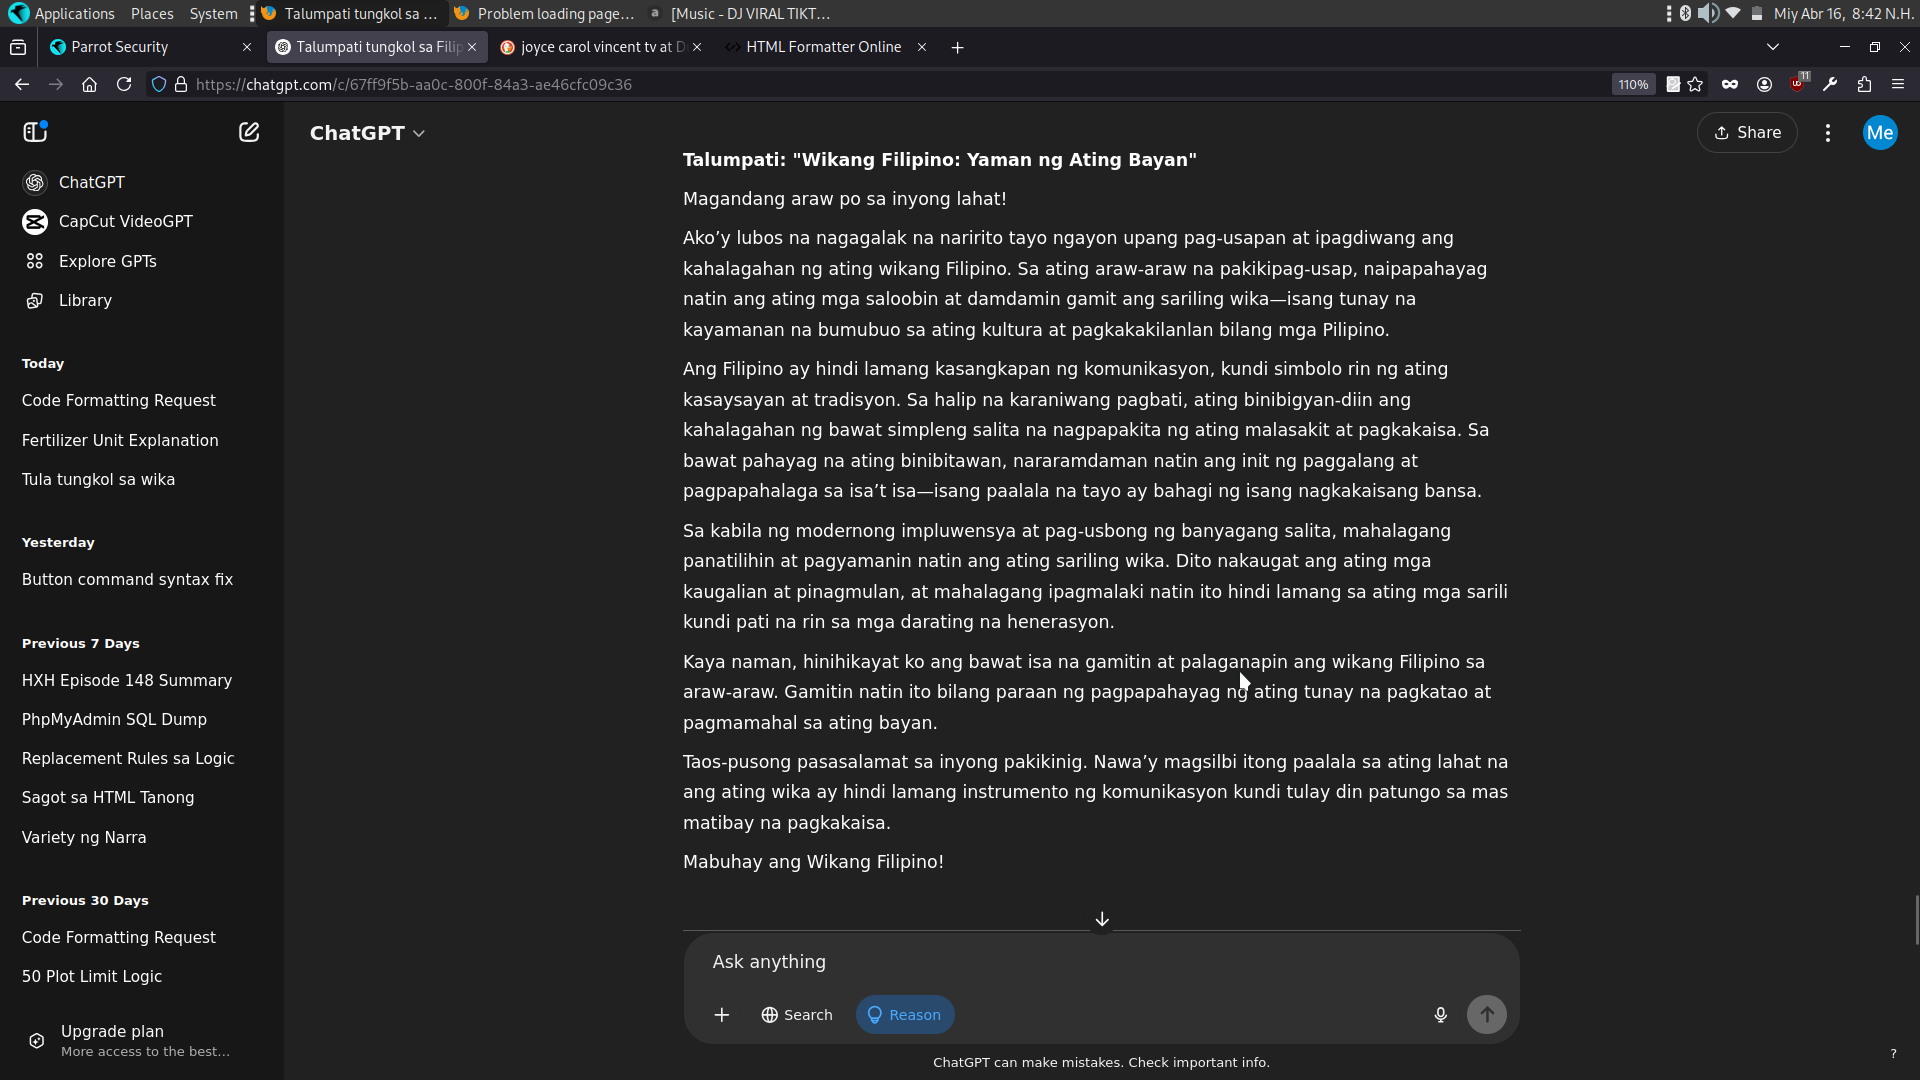 Applications Places System Talumpati tungkol sa ... Problem loading page... a [Music - DJ VIRAL TIKT... Miy Abr 16, 8:42 N.H.
Parrot Security Talumpati tungkol sa Filip joyce carol vincent tv at D HTML Formatter Online
https://chatgpt.com/c/67ff9f5b-aa0c-800f-84a3-ae46cfc09c36 110% 11
ChatGPT Share Me
ChatGPT
CapCut VideoGPT
Explore GPTs
Library
Today
Code Formatting Request
Fertilizer Unit Explanation
Tula tungkol sa wika
Yesterday
Button command syntax fix
Previous 7 Days
HXH Episode 148 Summary
PhpMyAdmin SQL Dump
Replacement Rules sa Logic
Sagot sa HTML Tanong
Variety ng Narra
Previous 30 Days
Code Formatting Request
50 Plot Limit Logic
Upgrade plan
More access to the best...
Talumpati: "Wikang Filipino: Yaman ng Ating Bayan"
Magandang araw po sa inyong lahat!
Ako’y lubos na nagagalak na naririto tayo ngayon upang pag-usapan at ipagdiwang ang
kahalagahan ng ating wikang Filipino. Sa ating araw-araw na pakikipag-usap, naipapahayag
natin ang ating mga saloobin at damdamin gamit ang sariling wika—isang tunay na
kayamanan na bumubuo sa ating kultura at pagkakakilanlan bilang mga Pilipino.
Ang Filipino ay hindi lamang kasangkapan ng komunikasyon, kundi simbolo rin ng ating
kasaysayan at tradisyon. Sa halip na karaniwang pagbati, ating binibigyan-diin ang
kahalagahan ng bawat simpleng salita na nagpapakita ng ating malasakit at pagkakaisa. Sa
bawat pahayag na ating binibitawan, nararamdaman natin ang init ng paggalang at
pagpapahalaga sa isa’t isa—isang paalala na tayo ay bahagi ng isang nagkakaisang bansa.
Sa kabila ng modernong impluwensya at pag-usbong ng banyagang salita, mahalagang
panatilihin at pagyamanin natin ang ating sariling wika. Dito nakaugat ang ating mga
kaugalian at pinagmulan, at mahalagang ipagmalaki natin ito hindi lamang sa ating mga sarili
kundi pati na rin sa mga darating na henerasyon.
Kaya naman, hinihikayat ko ang bawat isa na gamitin at palaganapin ang wikang Filipino sa
araw-araw. Gamitin natin ito bilang paraan ng pagpapahayag ng ating tunay na pagkatao at
pagmamahal sa ating bayan.
Taos-pusong pasasalamat sa inyong pakikinig. Nawa’y magsilbi itong paalala sa ating lahat na
ang ating wika ay hindi lamang instrumento ng komunikasyon kundi tulay din patungo sa mas
matibay na pagkakaisa.
Mabuhay ang Wikang Filipino!
Ask anything
Search Reason
ChatGPT can make mistakes. Check important info. ?